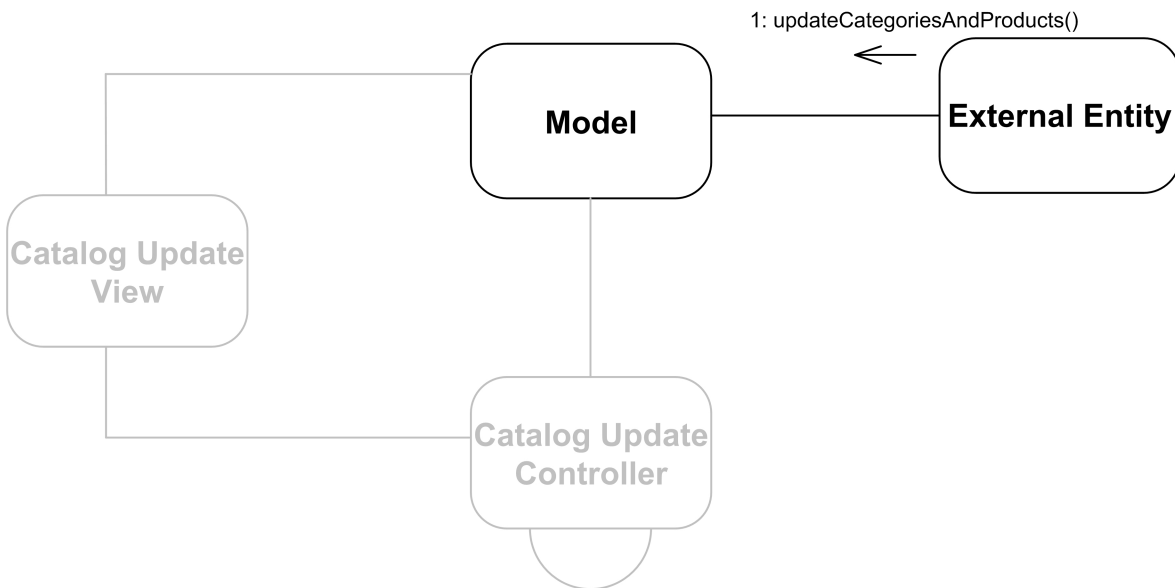 1: updateCategoriesAndProducts()
Model
External Entity
Catalog Update
View
Catalog Update
Controller